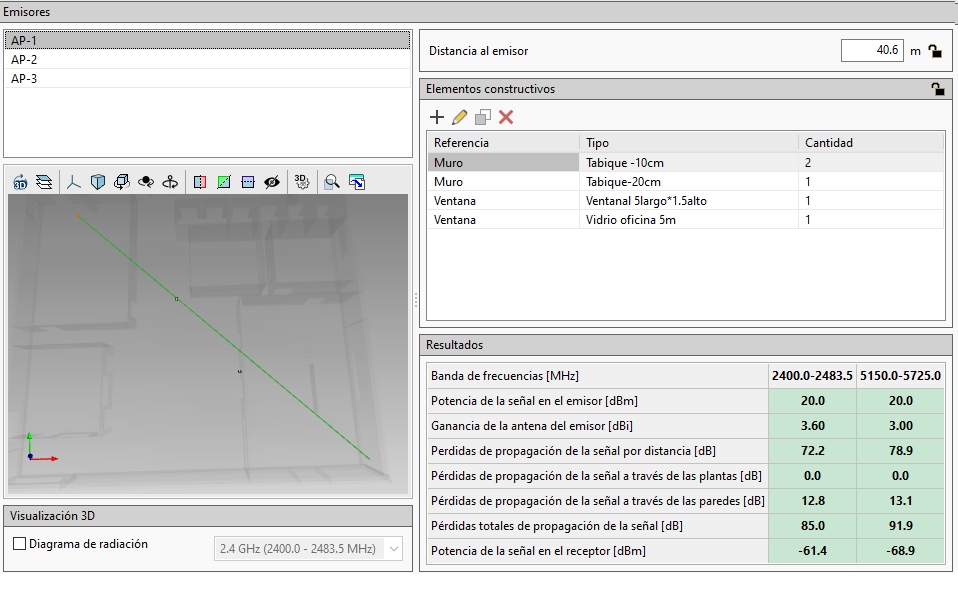 Emisores
AP-1
AP-2
AP-3
Distancia al emisor 40.6 m
Elementos constructivos
Referencia Tipo Cantidad
Muro Tabique -10cm 2
Muro Tabique-20cm 1
Ventana Ventanal 5largo*1.5alto 1
Ventana Vidrio oficina 5m 1
3D 3D
Resultados
Banda de frecuencias [MHz] 2400.0-2483.5 5150.0-5725.0
Potencia de la señal en el emisor [dBm] 20.0 20.0
Ganancia de la antena del emisor [dBi] 3.60 3.00
Perdidas de propagación de la señal por distancia [dB] 72.2 78.9
Pérdidas de propagación de la señal a través de las plantas [dB] 0.0 0.0
Pérdidas de propagación de la señal a través de las paredes [dB] 12.8 13.1
Pérdidas totales de propagación de la señal [dB] 85.0 91.9
Potencia de la señal en el receptor [dBm] -61.4 -68.9
Visualización 3D
Diagrama de radiación
2.4 GHz (2400.0 - 2483.5 MHz)